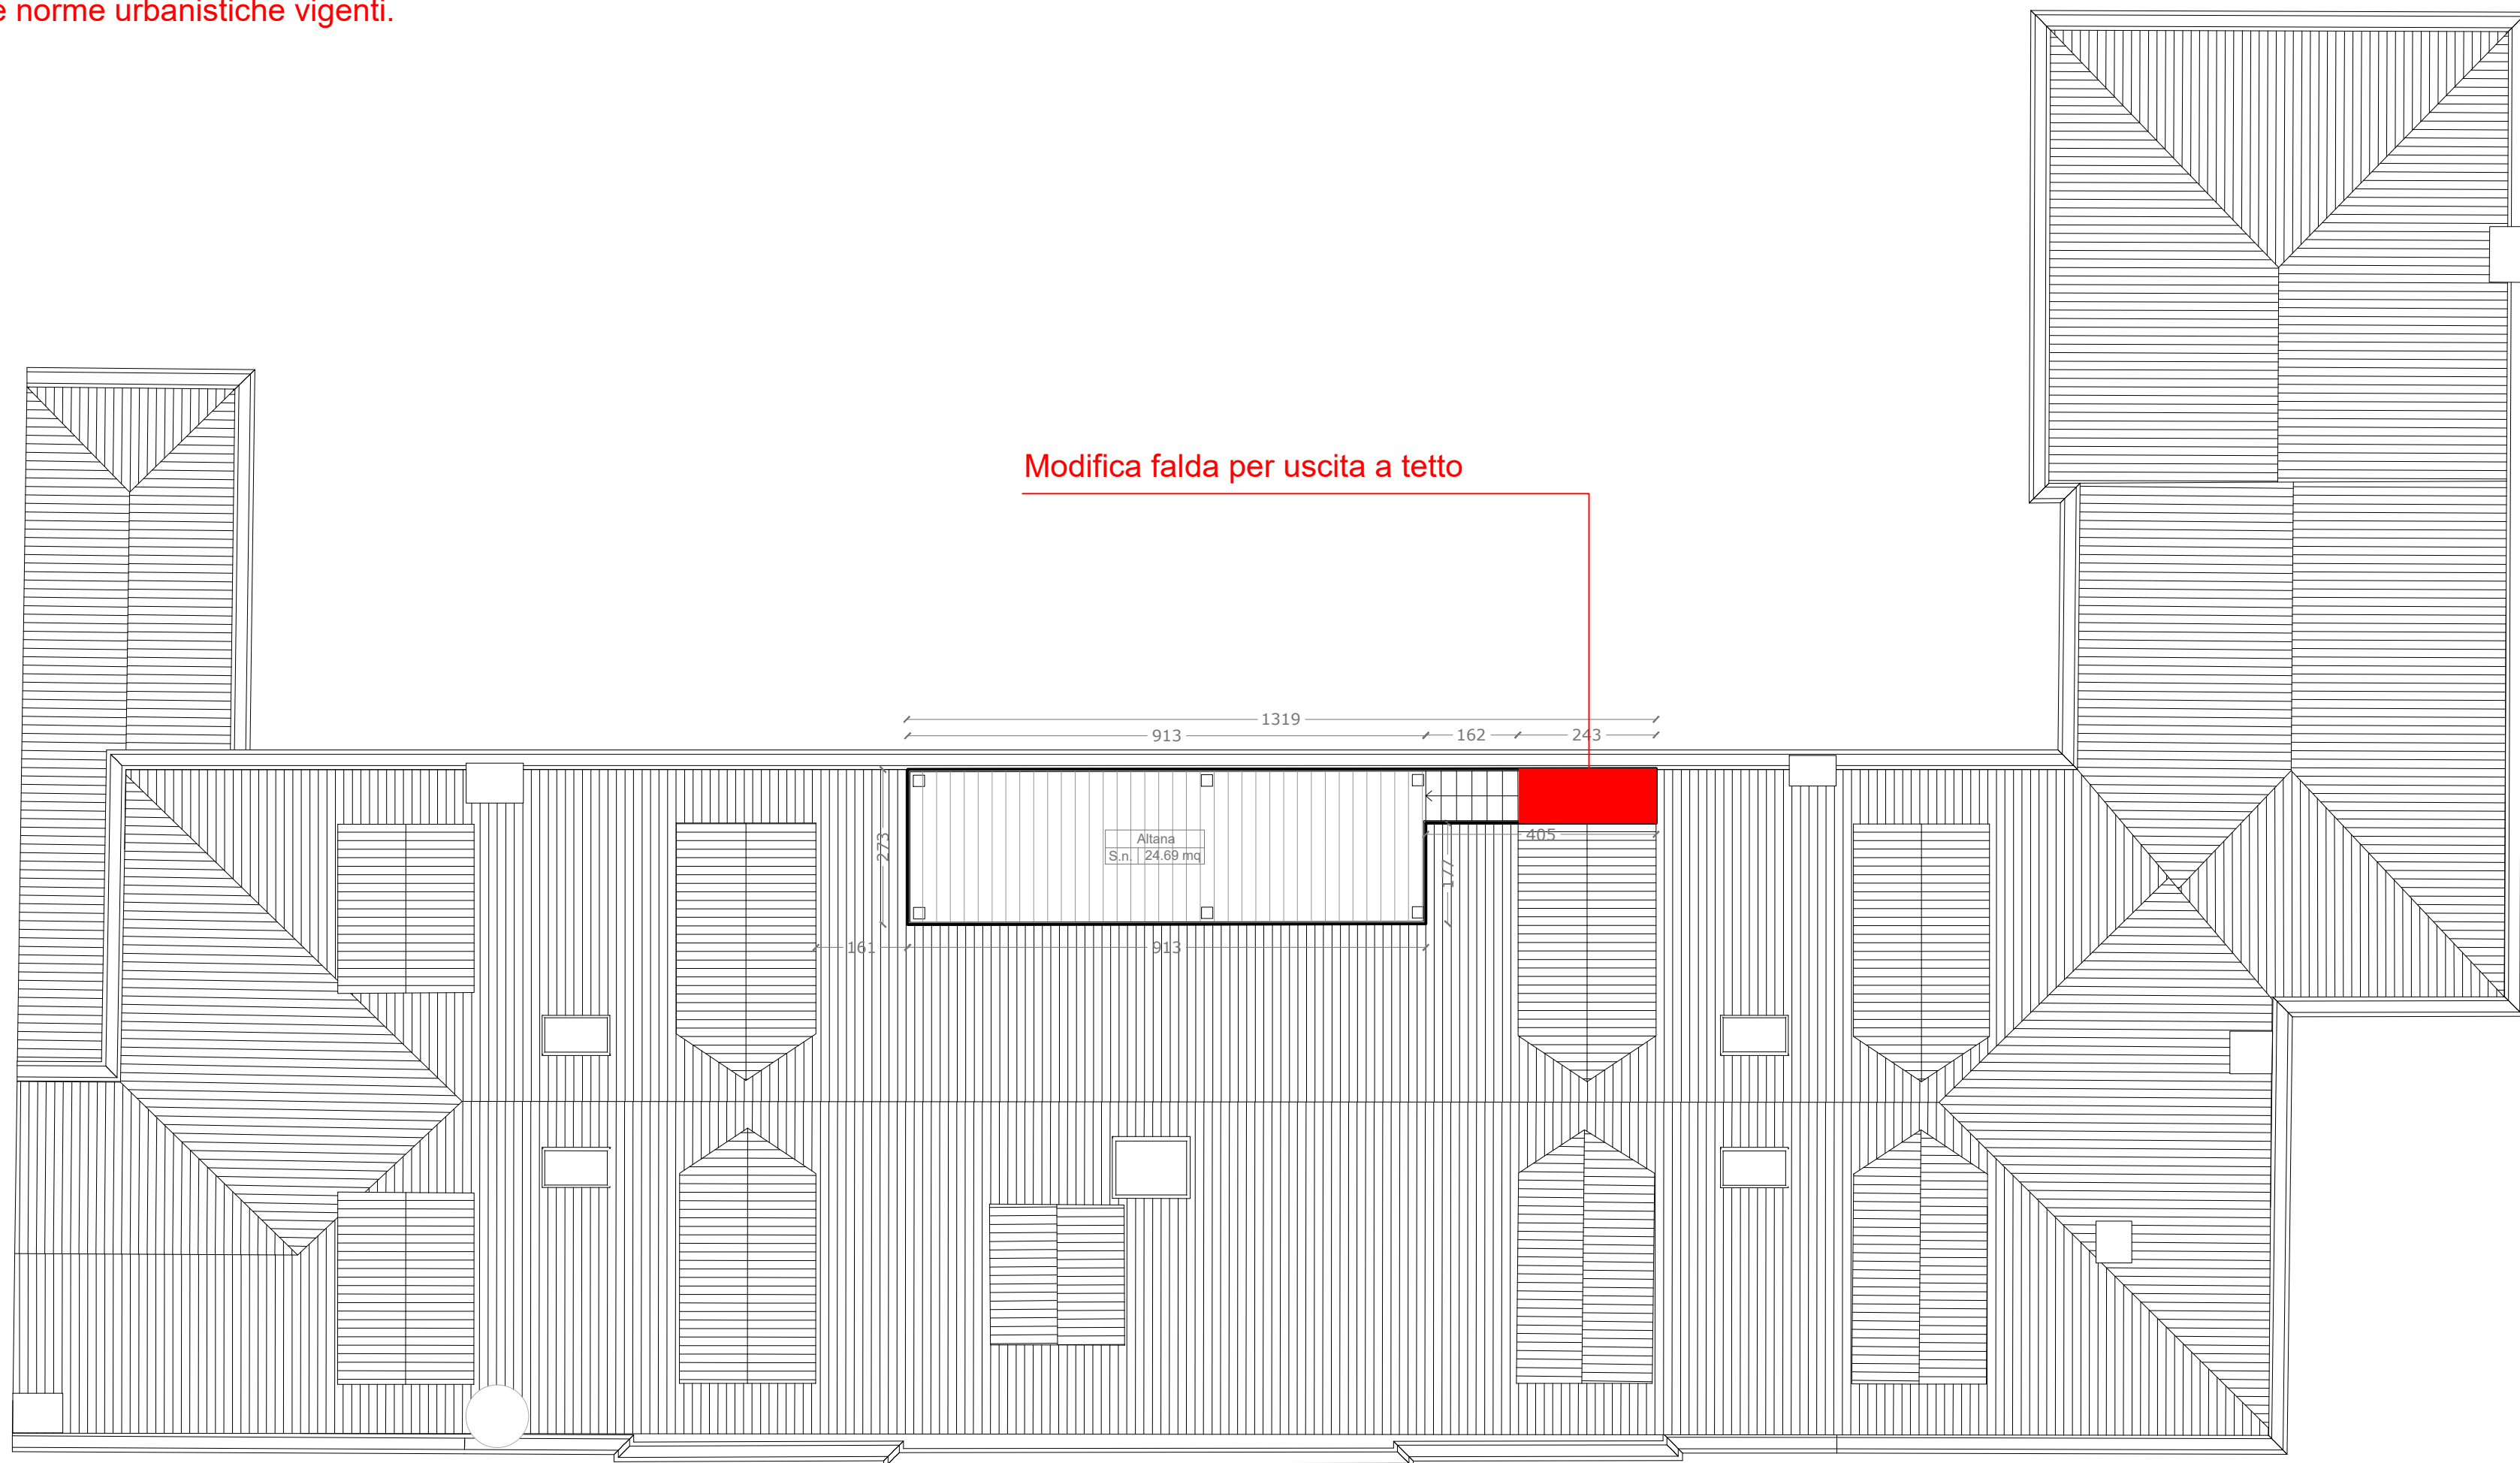 e norme urbanistiche vigenti.
Modifica falda per uscita a tetto
1319
913
162
243
273
Altana
S.n. 24.69 mq
405
177
161
913